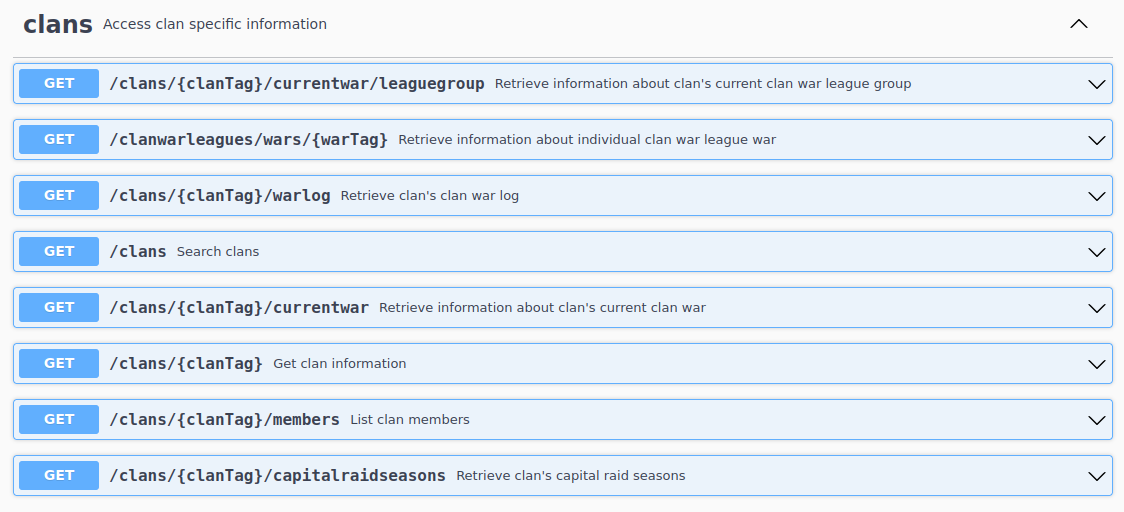 clans Access clan specific information
GET /clans/{clanTag}/currentwar/leaguegroup Retrieve information about clan's current clan war league group
GET /clanwarleagues/wars/{warTag} Retrieve information about individual clan war league war
GET /clans/{clanTag}/warlog Retrieve clan's clan war log
GET /clans Search clans
GET /clans/{clanTag}/currentwar Retrieve information about clan's current clan war
GET /clans/{clanTag} Get clan information
GET /clans/{clanTag}/members List clan members
GET /clans/{clanTag}/capitalraidseasons Retrieve clan's capital raid seasons